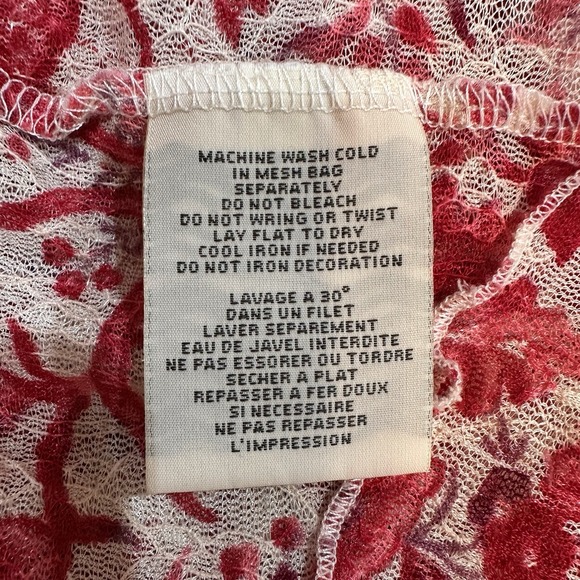 MACHINE WASH COLD
IN MESH BAG
SEPARATELY
DO NOT BLEACH
DO NOT WRING OR TWIST
LAY FLAT TO DRY
COOL IRON IF NEEDED
DO NOT IRON DECORATION
LAVAGE A 30°
DANS UN FILET
LAVER SEPAREMENT
EAU DE JAVEL INTERDITE
NE PAS ESSORER OU TORDRE
SECHER A PLAT
REPASSER A FER DOUX
SI NECESSAIRE
NE PAS REPASSER
L'IMPRESSION